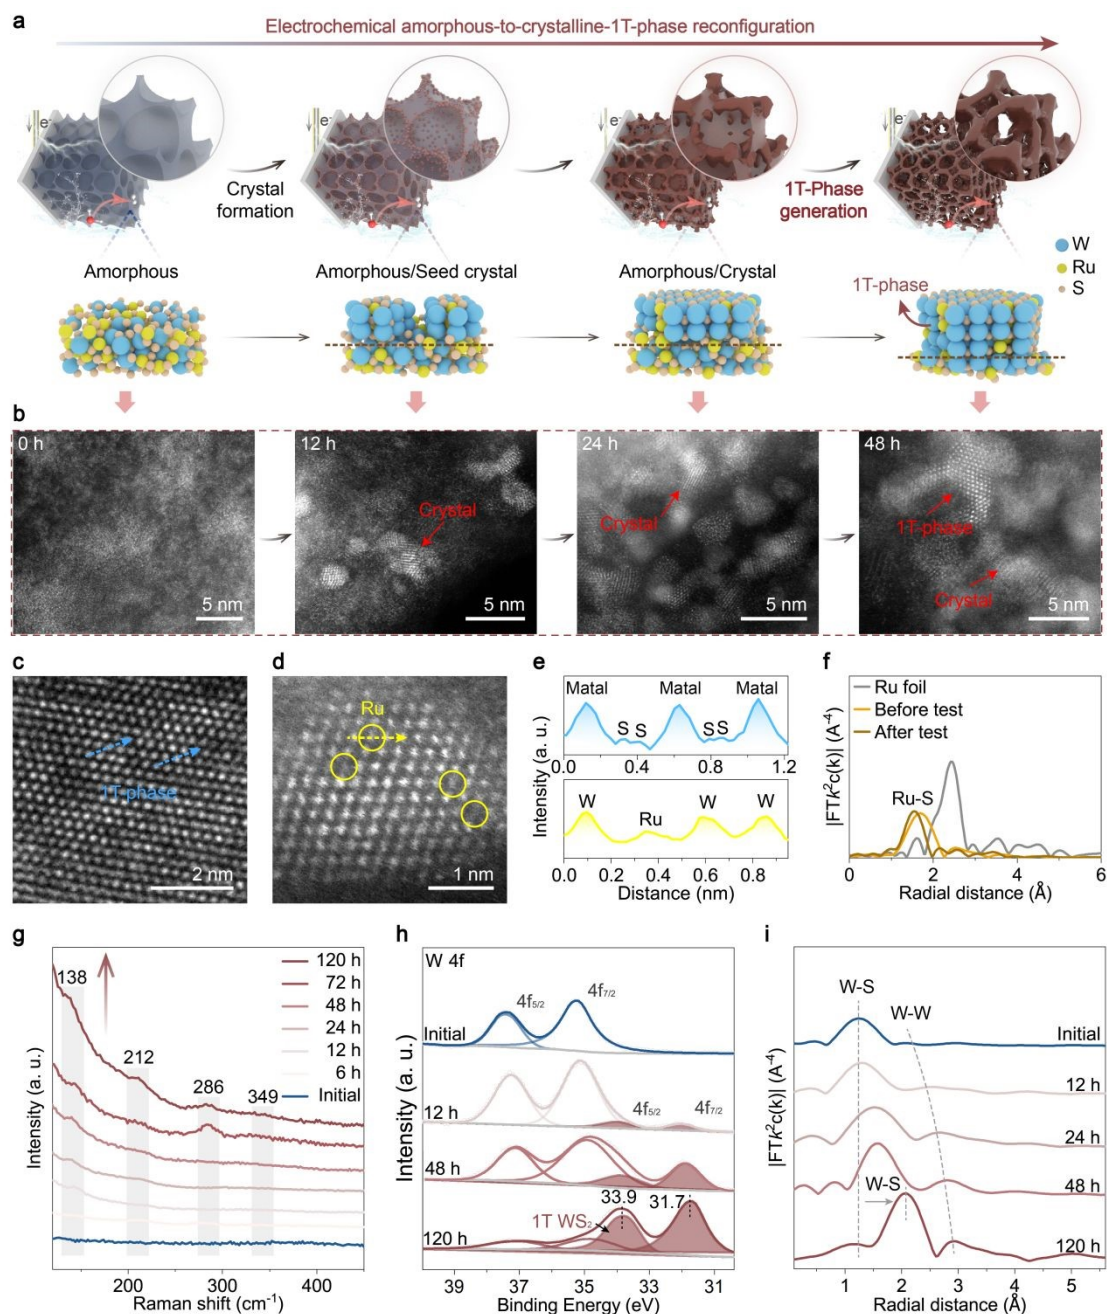 a
Electrochemical amorphous-to-crystalline-1T-phase reconfiguration
e⁻ e⁻ e⁻ e⁻
Crystal
formation
1T-Phase
generation
Amorphous
Amorphous/Seed crystal
Amorphous/Crystal
W
Ru
S
1T-phase
b
0 h
5 nm
12 h
Crystal
5 nm
24 h
Crystal
5 nm
48 h
1T-phase
Crystal
5 nm
c
1T-phase
2 nm
d
Ru
1 nm
e
Matal Matal Matal
S S S S
0.0 0.4 0.8 1.2
W Ru W W
0.0 0.2 0.4 0.6 0.8
Distance (nm)
Intensity (a. u.)
f
Ru foil
Before test
After test
Ru-S
|FTk²c(k)| (A⁻⁴)
0 2 4 6
Radial distance (Å)
g
138
212
286
349
120 h
72 h
48 h
24 h
12 h
6 h
Initial
Intensity (a. u.)
200 300 400
Raman shift (cm⁻¹)
h
W 4f
4f₅/₂
4f₇/₂
Initial
12 h
4f₅/₂
4f₇/₂
48 h
33.9
31.7
1T WS₂
120 h
Intensity (a. u.)
39 37 35 33 31
Binding Energy (eV)
i
W-S
W-W
Initial
12 h
24 h
48 h
W-S
120 h
|FTk²c(k)| (A⁻⁴)
1 2 3 4 5
Radial distance (Å)